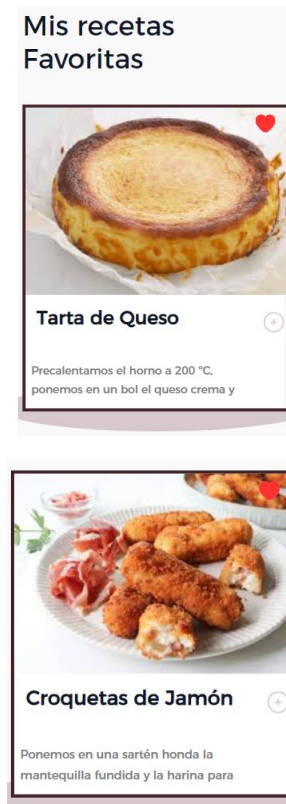 Mis recetas
Favoritas
Tarta de Queso
Precalentamos el horno a 200 °C,
ponemos en un bol el queso crema y
Croquetas de Jamón
Ponemos en una sartén honda la
mantequilla fundida y la harina para